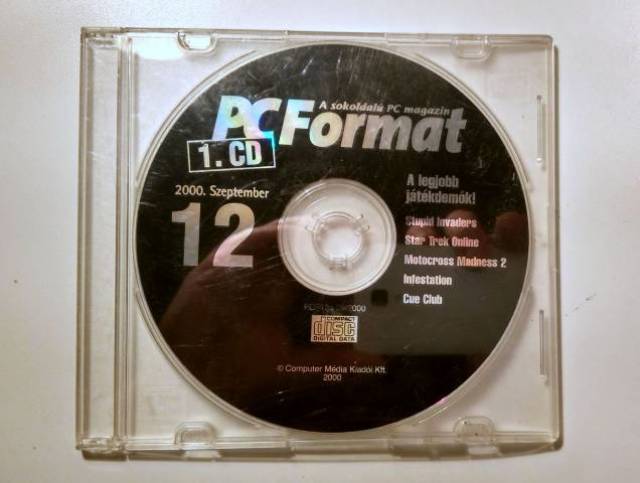 A sokoldalú PC magazin
PCFormat
1. CD
2000. Szeptember
12
A legjobb
játékdemók!
Stupid Invaders
Star Trek Online
Motocross Madness 2
Infestation
Cue Club
COMPACT
disc
DIGITAL DATA
© Computer Média Kiadói Kft.
2000